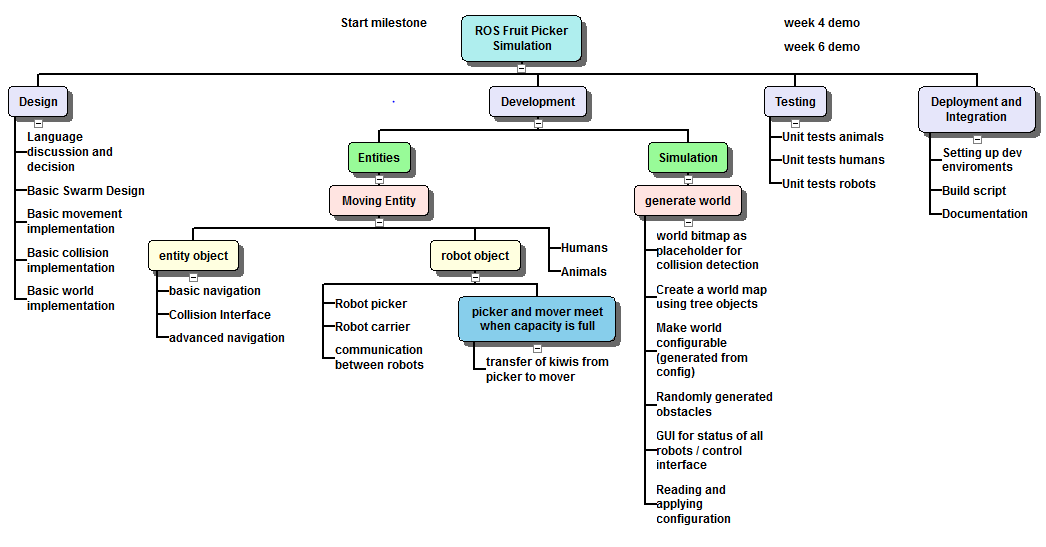 Start milestone
ROS Fruit Picker
Simulation
week 4 demo
week 6 demo
Design
Language
discussion and
decision
Basic Swarm Design
Basic movement
implementation
Basic collision
implementation
Basic world
implementation
Development
Entities
Moving Entity
entity object
basic navigation
Collision Interface
advanced navigation
robot object
Robot picker
Robot carrier
communication
between robots
picker and mover meet
when capacity is full
transfer of kiwis from
picker to mover
Humans
Animals
Simulation
generate world
world bitmap as
placeholder for
collision detection
Create a world map
using tree objects
Make world
configurable
(generated from
config)
Randomly generated
obstacles
GUI for status of all
robots / control
interface
Reading and
applying
configuration
Testing
Unit tests animals
Unit tests humans
Unit tests robots
Deployment and
Integration
Setting up dev
enviroments
Build script
Documentation